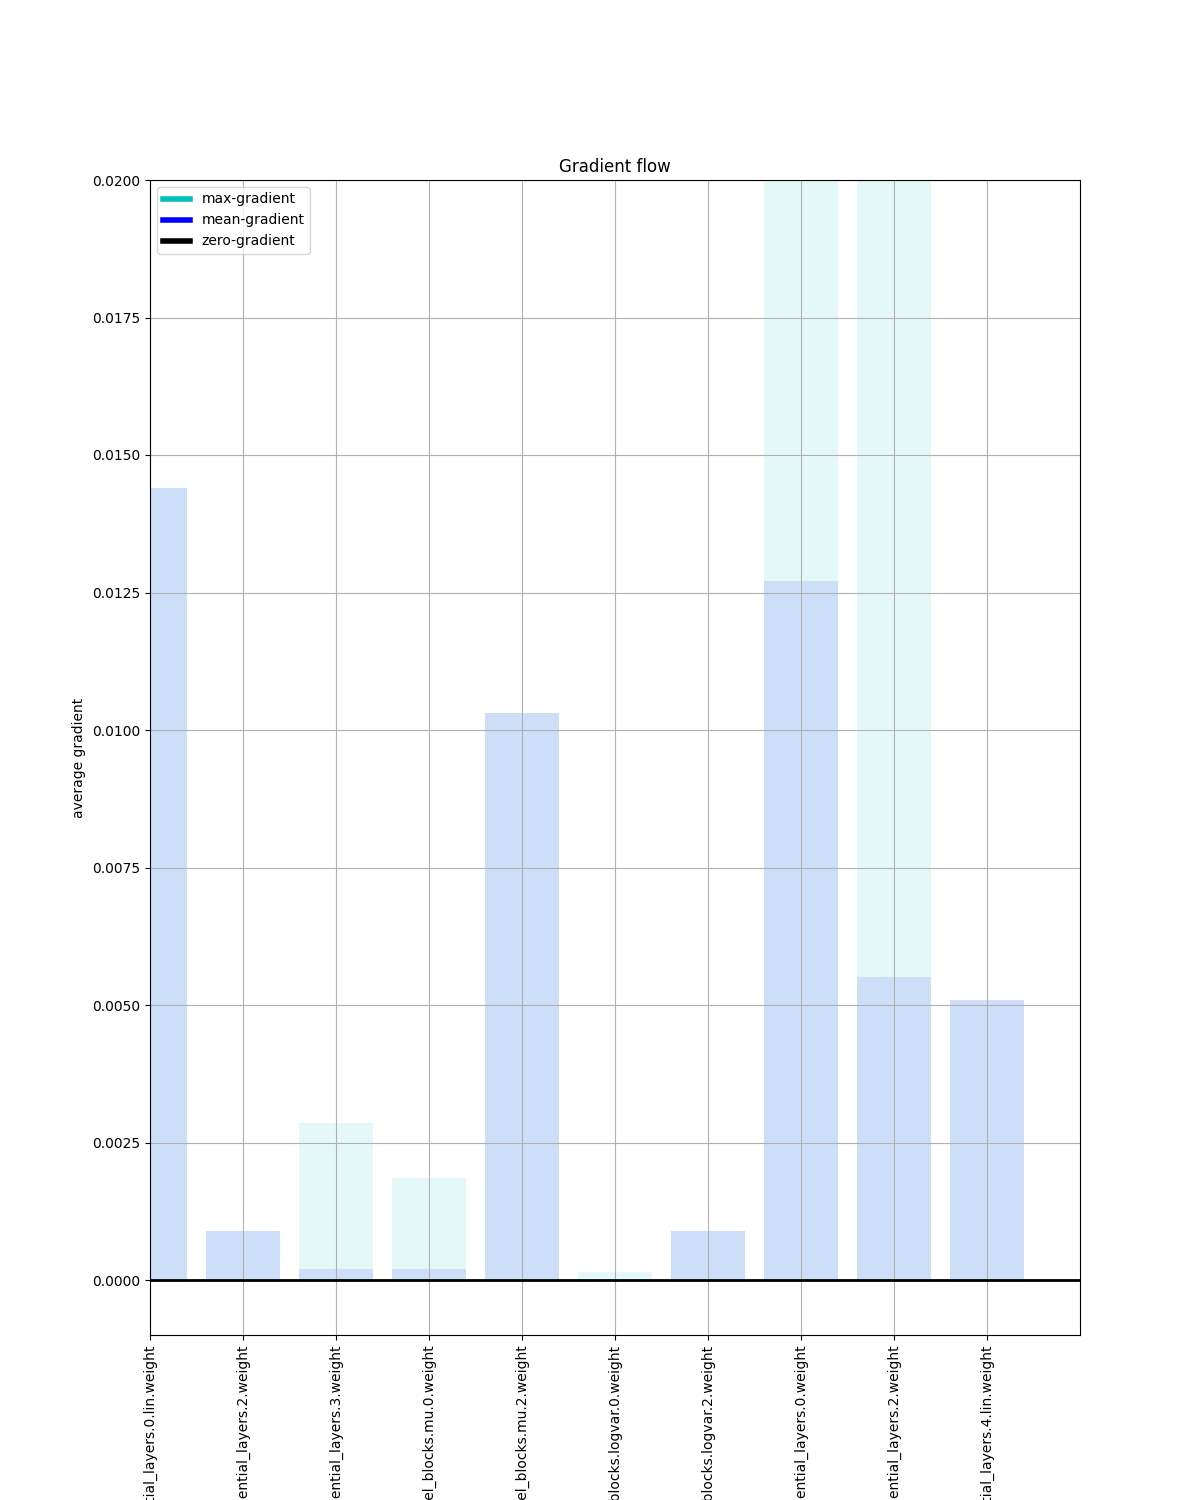 Gradient flow
max-gradient
mean-gradient
zero-gradient
0.0200
0.0175
0.0150
0.0125
0.0100
0.0075
0.0050
0.0025
0.0000
average gradient
tial_layers.0.lin.weight
ential_layers.2.weight
ential_layers.3.weight
el_blocks.mu.0.weight
el_blocks.mu.2.weight
blocks.logvar.0.weight
blocks.logvar.2.weight
ential_layers.0.weight
ential_layers.2.weight
tial_layers.4.lin.weight